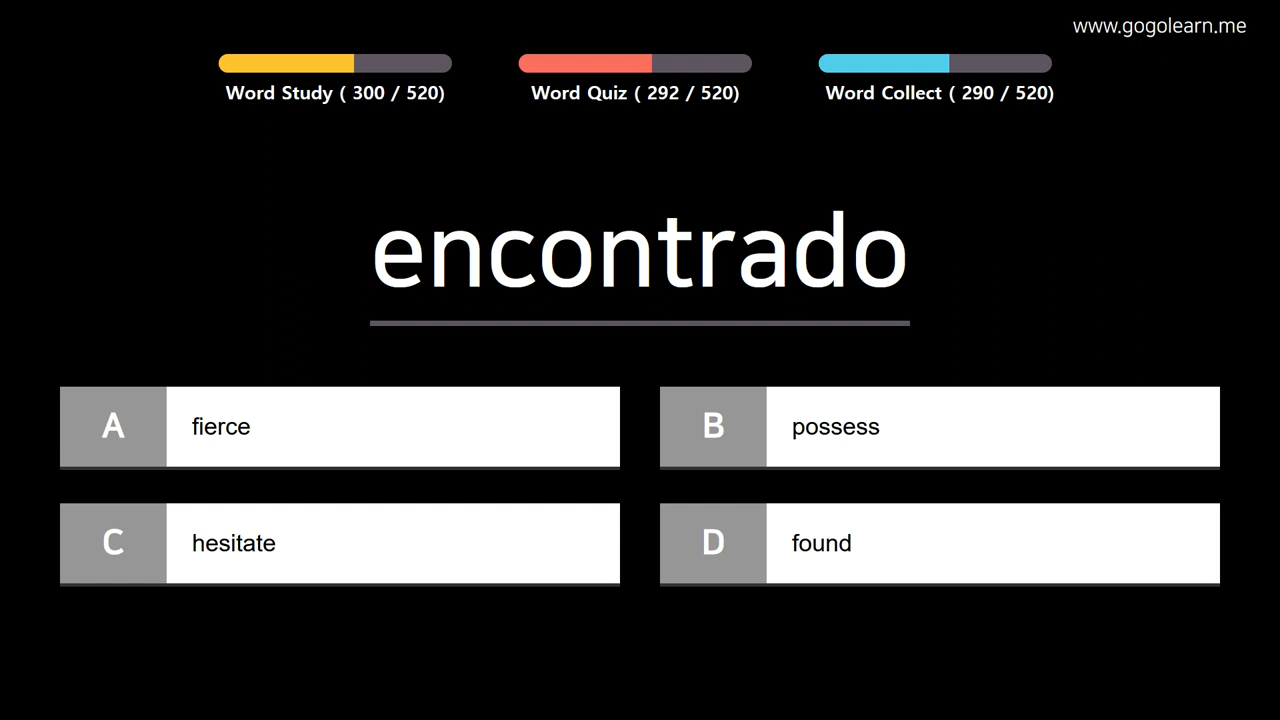 www.gogolearn.me
Word Study ( 300 / 520)
Word Quiz ( 292 / 520)
Word Collect ( 290 / 520)
encontrado
A fierce
B possess
C hesitate
D found